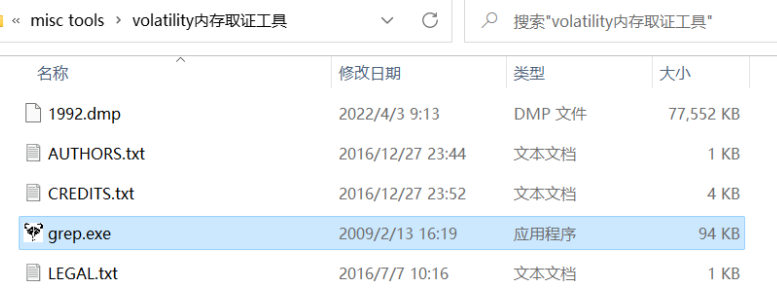 « misc tools › volatility内存取证工具 搜索"volatility内存取证工具"
名称 修改日期 类型 大小
1992.dmp 2022/4/3 9:13 DMP 文件 77,552 KB
AUTHORS.txt 2016/12/27 23:44 文本文档 1 KB
CREDITS.txt 2016/12/27 23:52 文本文档 4 KB
grep.exe 2009/2/13 16:19 应用程序 94 KB
LEGAL.txt 2016/7/7 10:16 文本文档 1 KB